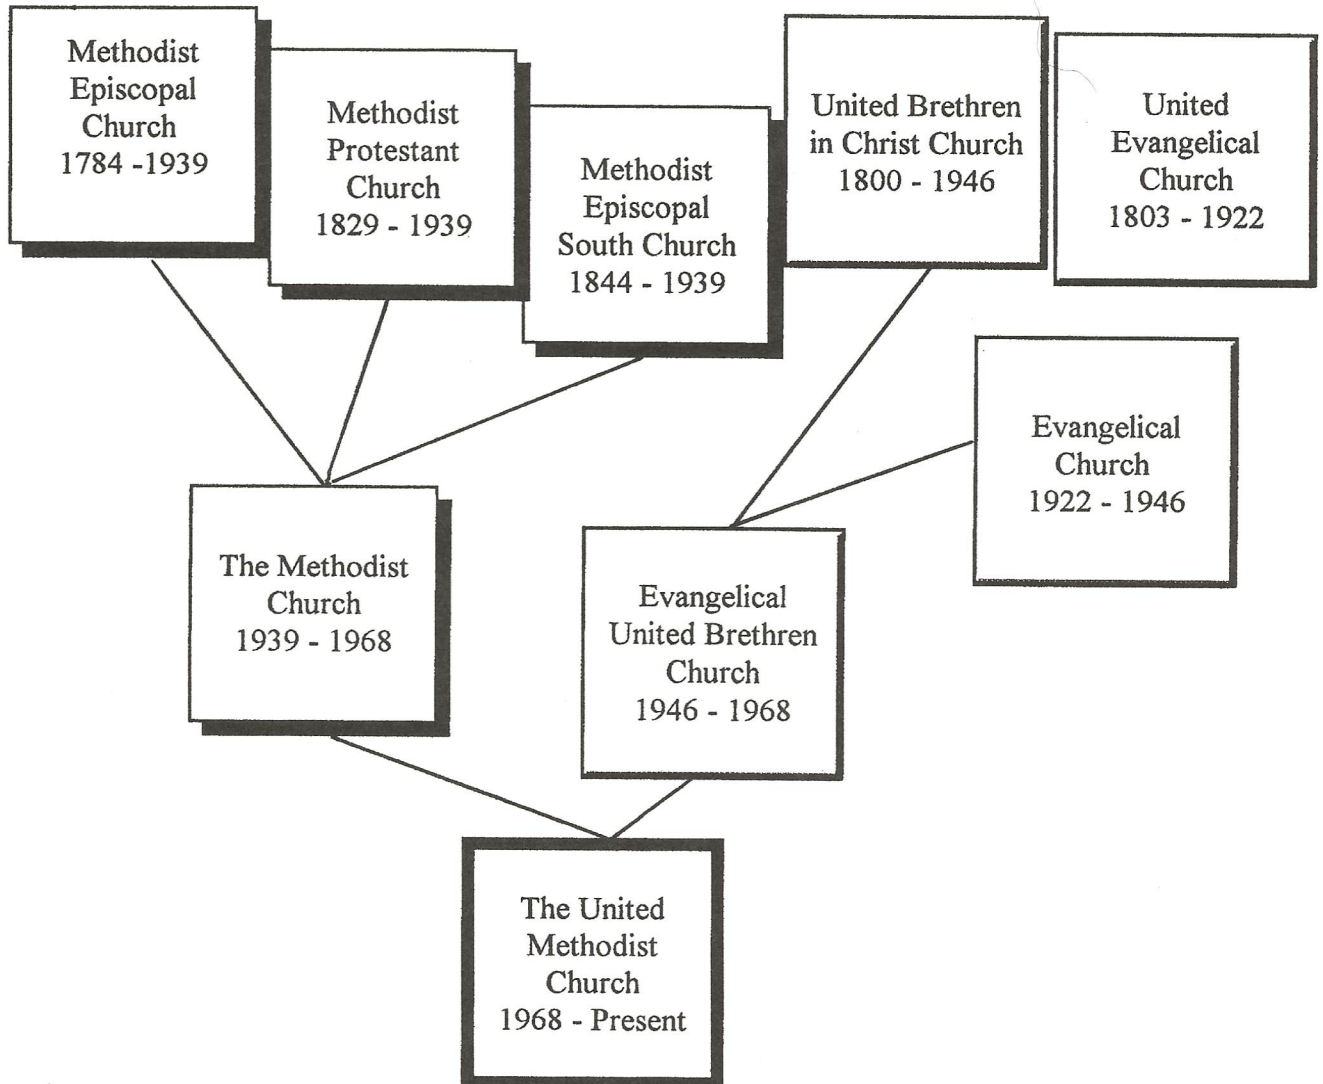 Methodist
Episcopal
Church
1784 -1939
Methodist
Protestant
Church
1829 - 1939
Methodist
Episcopal
South Church
1844 - 1939
United Brethren
in Christ Church
1800 - 1946
United
Evangelical
Church
1803 - 1922
Evangelical
Church
1922 - 1946
The Methodist
Church
1939 - 1968
Evangelical
United Brethren
Church
1946 - 1968
The United
Methodist
Church
1968 - Present